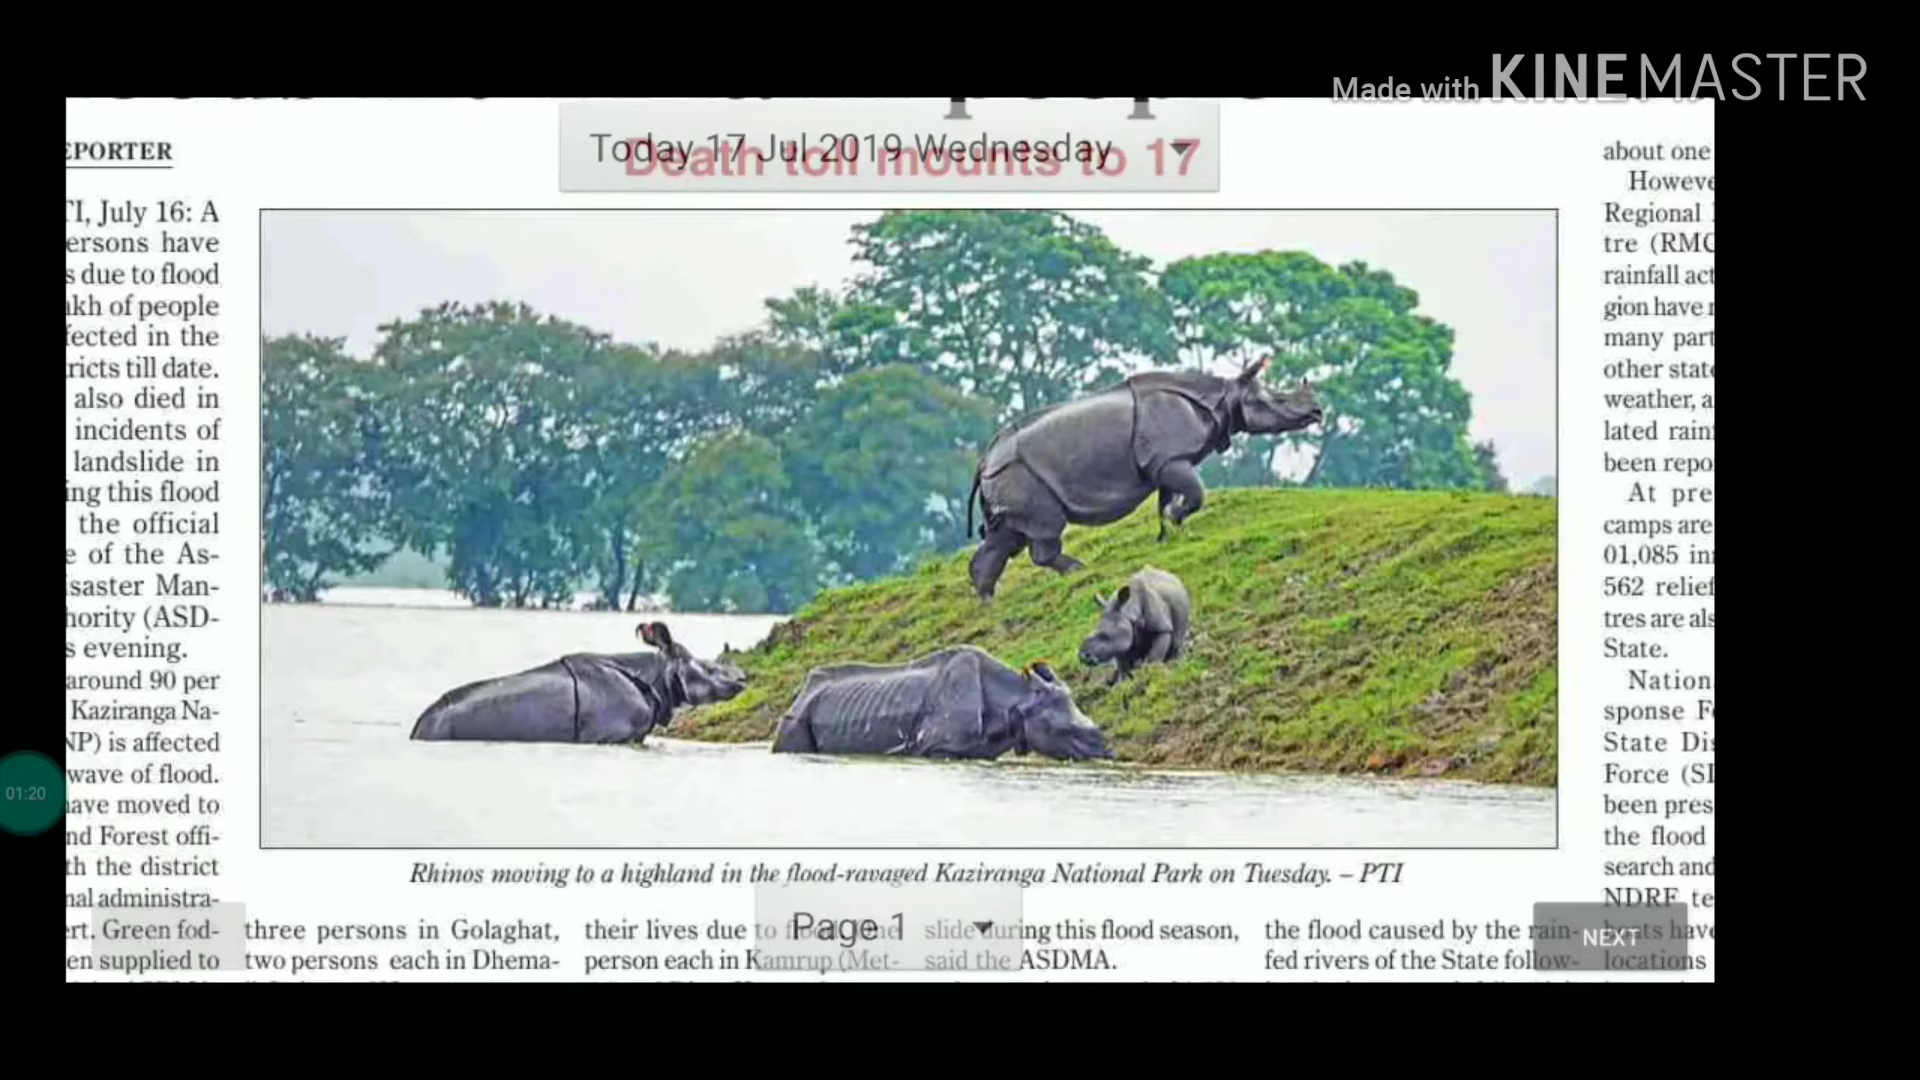 Made with KINEMASTER
Today 17 Jul 2019 Wednesday
Death toll mounts to 17
EPORTER
TI, July 16: A
ersons have
s due to flood
akh of people
fected in the
ricts till date.
also died in
incidents of
landslide in
ing this flood
the official
e of the As-
isaster Man-
hority (ASD-
s evening.
around 90 per
Kaziranga Na-
NP) is affected
wave of flood.
have moved to
nd Forest offi-
th the district
nal administra-
rt. Green fod-
en supplied to
01:20
Rhinos moving to a highland in the flood-ravaged Kaziranga National Park on Tuesday. – PTI
three persons in Golaghat,
two persons each in Dhema-
their lives due to
person each in Kamrup (Met-
Page 1
slide during this flood season,
said the ASDMA.
the flood caused by the rain-
fed rivers of the State follow-
about one
Howeve
Regional
tre (RMC
rainfall act
gion have
many part
other state
weather, a
lated rain
been repo
At pre
camps are
01,085 in
562 relief
tres are als
State.
Nation
sponse Fo
State Dis
Force (SD
been pres
the flood
search and
NDRF te
have
locations
NEXT